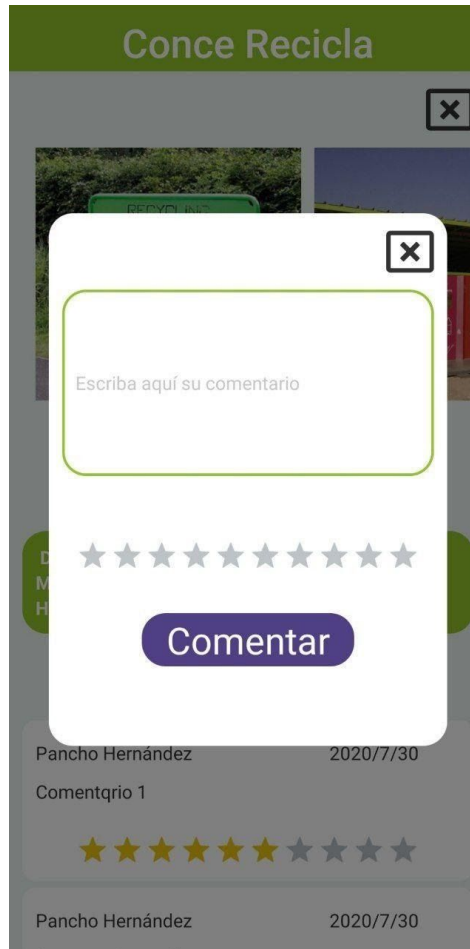 Conce Recicla
RECYCLING
Escriba aquí su comentario
D
M
H
Comentar
Pancho Hernández 2020/7/30
Comentqrio 1
Pancho Hernández 2020/7/30